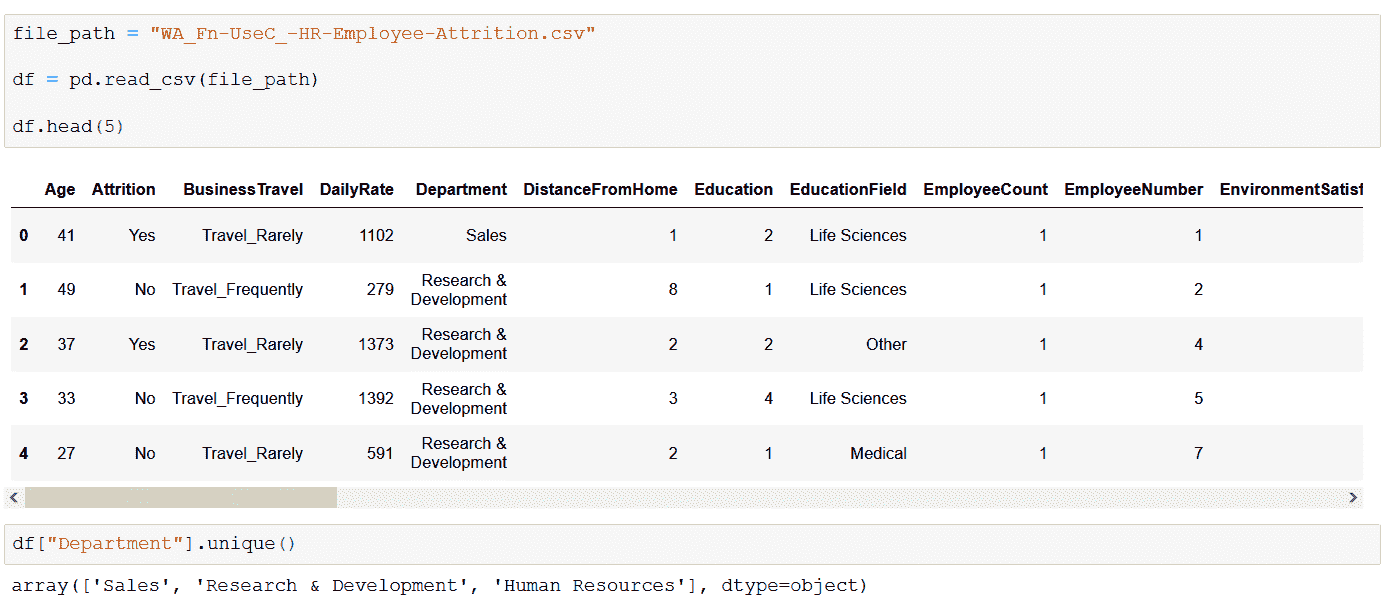 file_path = "WA_Fn-UseC_-HR-Employee-Attrition.csv"
df = pd.read_csv(file_path)
df.head(5)
Age Attrition BusinessTravel DailyRate Department DistanceFromHome Education EducationField EmployeeCount EmployeeNumber EnvironmentSatisf
0 41 Yes Travel_Rarely 1102 Sales 1 2 Life Sciences 1 1
1 49 No Travel_Frequently 279 Research & Development 8 1 Life Sciences 1 2
2 37 Yes Travel_Rarely 1373 Research & Development 2 2 Other 1 4
3 33 No Travel_Frequently 1392 Research & Development 3 4 Life Sciences 1 5
4 27 No Travel_Rarely 591 Research & Development 2 1 Medical 1 7
df["Department"].unique()
array(['Sales', 'Research & Development', 'Human Resources'], dtype=object)